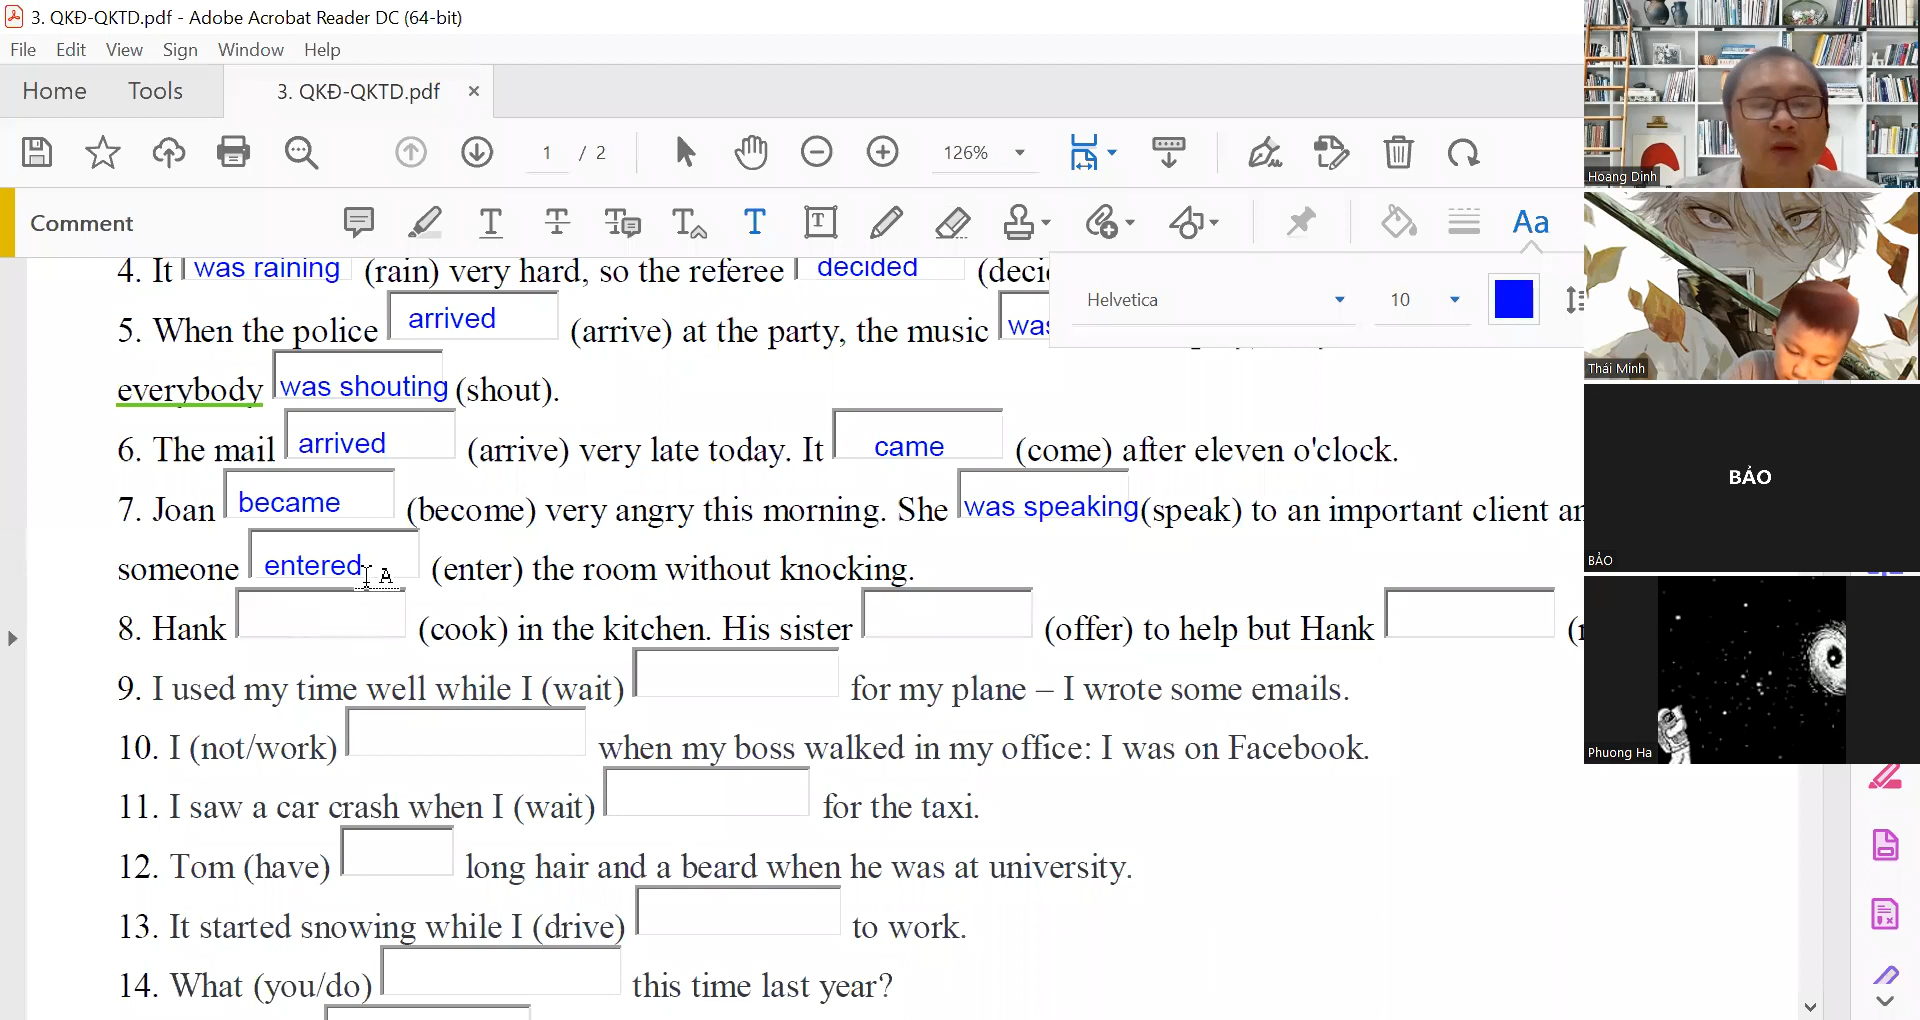 3. QKĐ-QKTD.pdf - Adobe Acrobat Reader DC (64-bit)
File Edit View Sign Window Help
Home Tools 3. QKĐ-QKTD.pdf ×
1 / 2 126%
Comment
Aa
Helvetica 10
4. It was raining (rain) very hard, so the referee decided
5. When the police arrived (arrive) at the party, the music was
everybody was shouting (shout).
6. The mail arrived (arrive) very late today. It came (come) after eleven o'clock.
7. Joan became (become) very angry this morning. She was speaking (speak) to an important client
someone entered (enter) the room without knocking.
8. Hank (cook) in the kitchen. His sister (offer) to help but Hank
9. I used my time well while I (wait) for my plane – I wrote some emails.
10. I (not/work) when my boss walked in my office: I was on Facebook.
11. I saw a car crash when I (wait) for the taxi.
12. Tom (have) long hair and a beard when he was at university.
13. It started snowing while I (drive) to work.
14. What (you/do) this time last year?
Hoang Dinh
Thái Minh
BẢO
BẢO
Phuong Ha